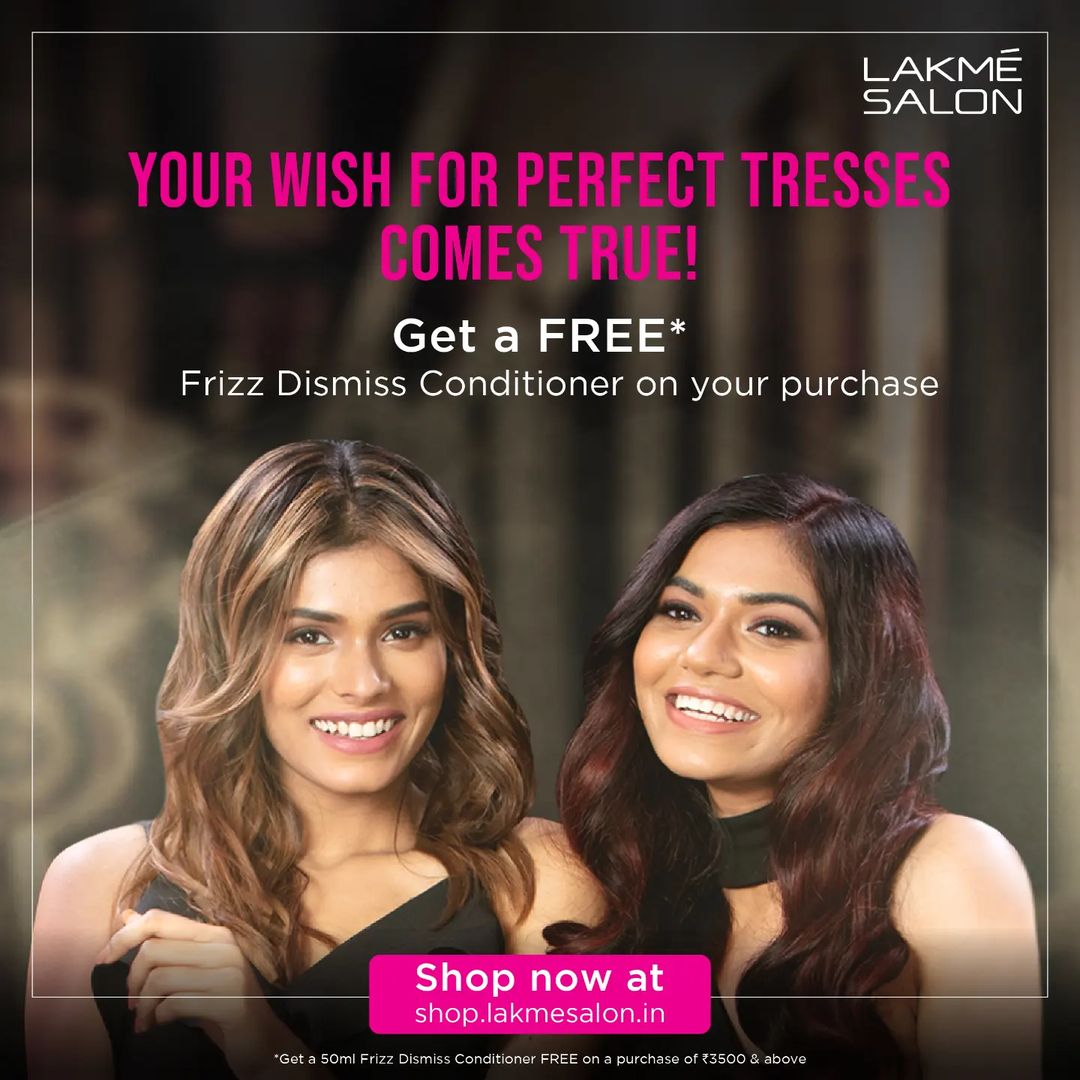 LAKMÉ
SALON
YOUR WISH FOR PERFECT TRESSES
COMES TRUE!
Get a FREE*
Frizz Dismiss Conditioner on your purchase
Shop now at
shop.lakmesalon.in
*Get a 50ml Frizz Dismiss Conditioner FREE on a purchase of ₹3500 & above